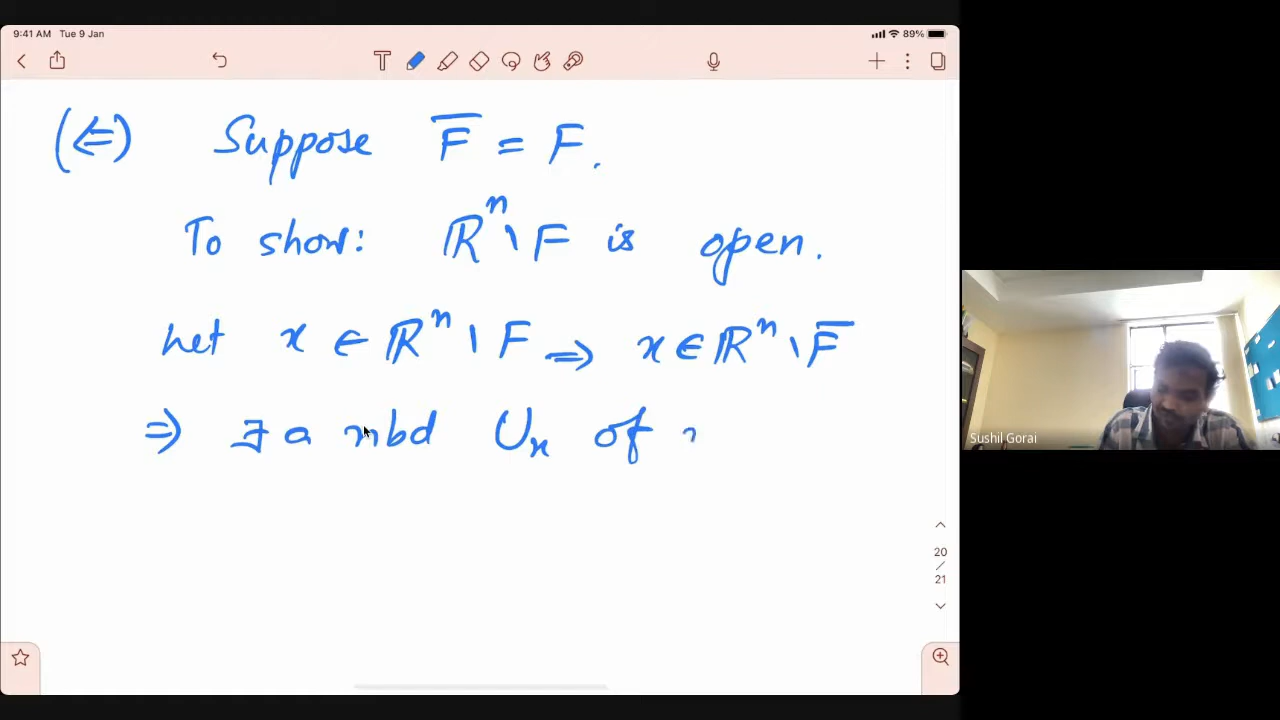 9:41 AM Tue 9 Jan
89%
(⇐) Suppose F̅ = F.
To show: ℝⁿ \ F is open.
Let x ∈ ℝⁿ \ F ⇒ x ∈ ℝⁿ \ F̅
⇒ ∃ a nbd Uₓ of
Sushil Gorai
20
/
21